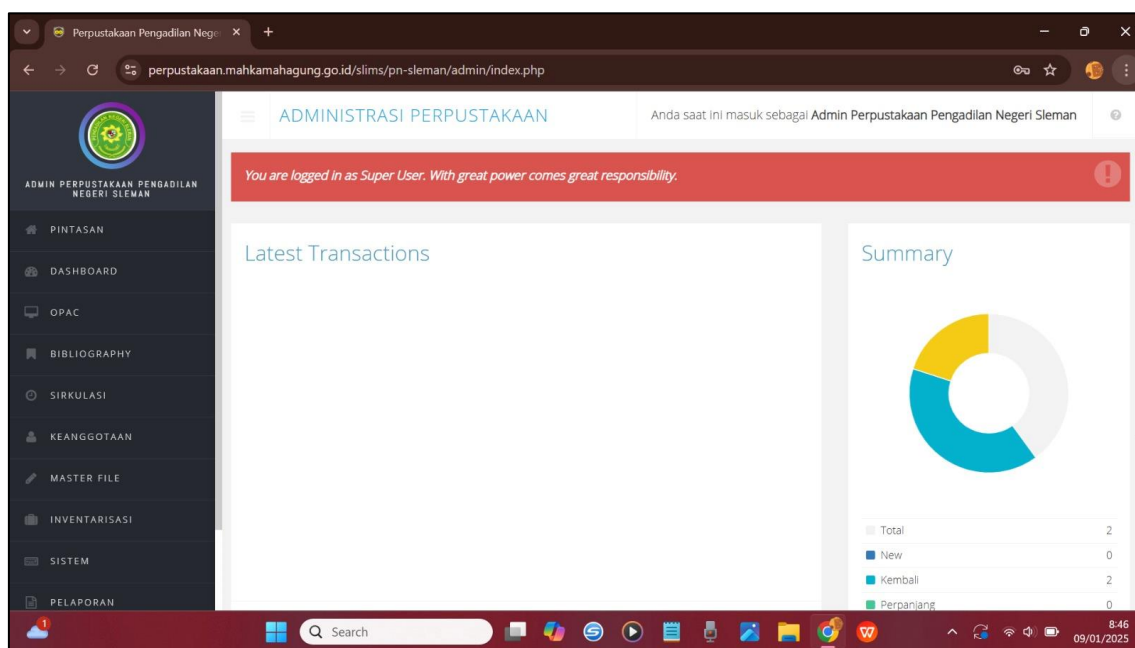 Perpustakaan Pengadilan Nege
perpustakaan.mahkamahagung.go.id/slims/pn-sleman/admin/index.php
ADMIN PERPUSTAKAAN PENGADILAN
NEGERI SLEMAN
ADMINISTRASI PERPUSTAKAAN
Anda saat ini masuk sebagai Admin Perpustakaan Pengadilan Negeri Sleman
You are logged in as Super User. With great power comes great responsibility.
PINTASAN
DASHBOARD
OPAC
BIBLIOGRAPHY
SIRKULASI
KEANGGOTAAN
MASTER FILE
INVENTARISASI
SISTEM
PELAPORAN
Latest Transactions
Summary
Total 2
New 0
Kembali 2
Perpanjang 0
1
Search
8:46
09/01/2025